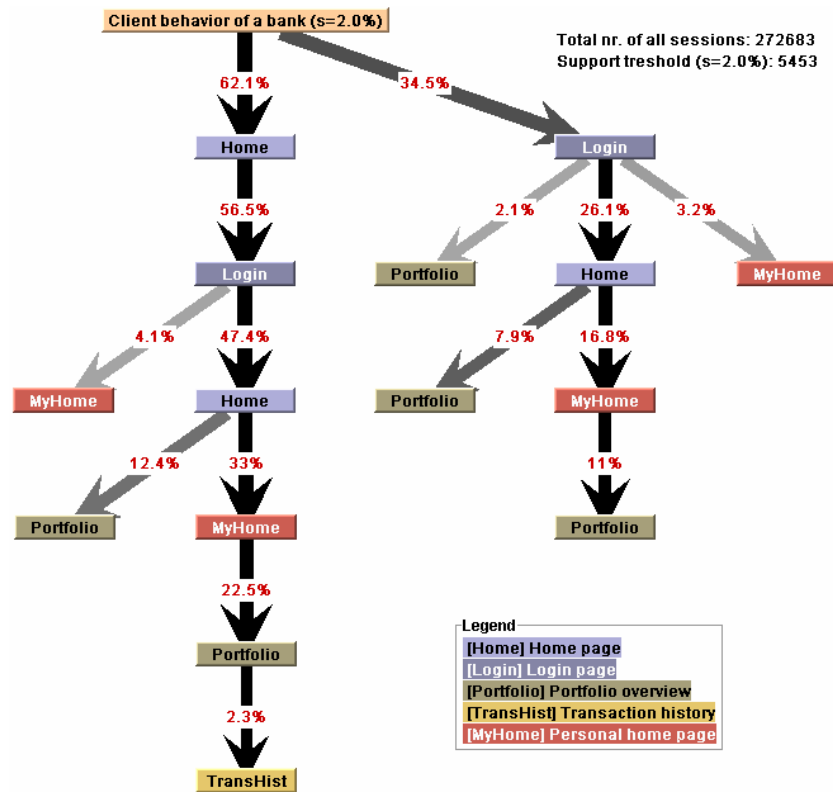 Client behavior of a bank (s=2.0%)
Total nr. of all sessions: 272683
Support treshold (s=2.0%): 5453
62.1%
34.5%
Home
Login
56.5%
2.1%
26.1%
3.2%
Login
Portfolio
Home
MyHome
4.1%
47.4%
7.9%
16.8%
MyHome
Home
Portfolio
MyHome
12.4%
33%
11%
Portfolio
MyHome
Portfolio
22.5%
Portfolio
2.3%
TransHist
Legend
[Home] Home page
[Login] Login page
[Portfolio] Portfolio overview
[TransHist] Transaction history
[MyHome] Personal home page